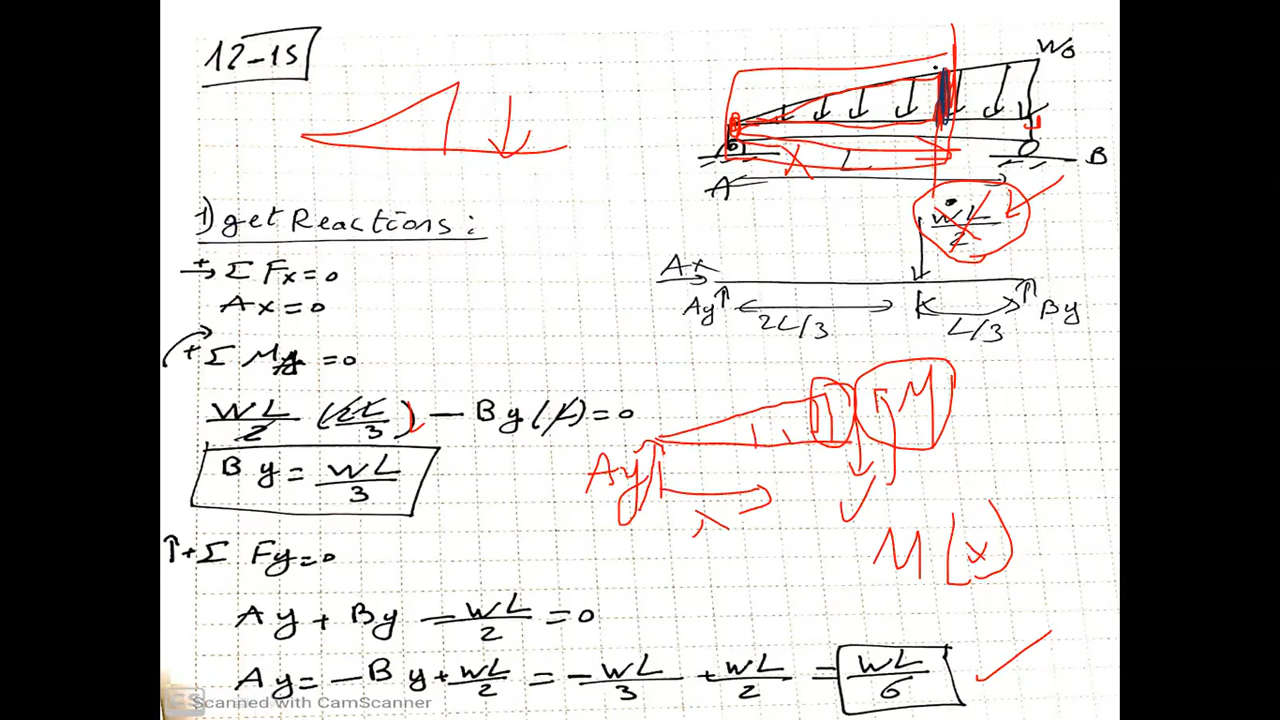 12-15
W₀
L
A
B
WL/2
1) get Reactions:
→+ Σ Fx = 0
Ax = 0
Ax
Ay ↑
2L/3
L/3
↑ By
+ Σ MA = 0
WL/2 (2L/3) - By (L) = 0
By = WL/3
Ay
x
M
M(x)
↑+ Σ Fy = 0
Ay + By - WL/2 = 0
Ay = -By + WL/2 = -WL/3 + WL/2 = WL/6
CS Scanned with CamScanner